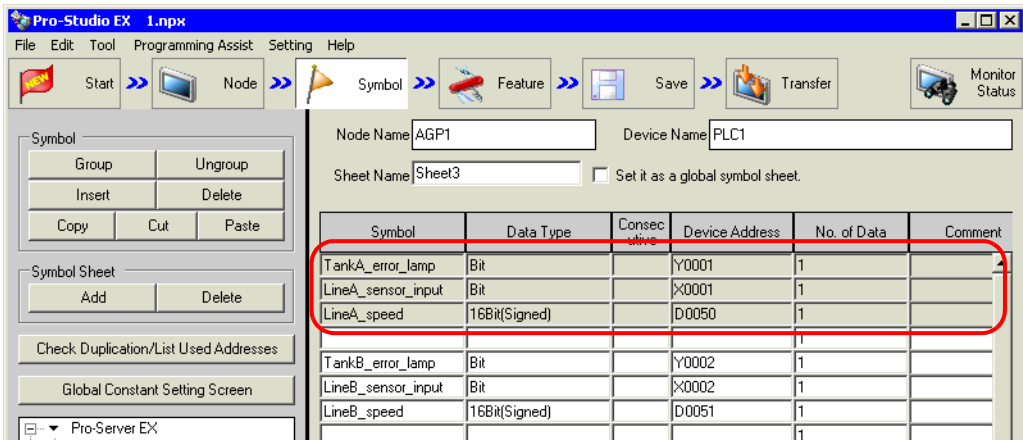 Pro-Studio EX 1.npx
File Edit Tool Programming Assist Setting Help
NEW Start Node Symbol Feature Save Transfer Monitor Status
Symbol
Group Ungroup
Insert Delete
Copy Cut Paste
Symbol Sheet
Add Delete
Check Duplication/List Used Addresses
Global Constant Setting Screen
Pro-Server EX
Node Name AGP1 Device Name PLC1
Sheet Name Sheet3 Set it as a global symbol sheet.
Symbol Data Type Consec utive Device Address No. of Data Comment
TankA_error_lamp Bit Y0001 1
LineA_sensor_input Bit X0001 1
LineA_speed 16Bit(Signed) D0050 1
1
TankB_error_lamp Bit Y0002 1
LineB_sensor_input Bit X0002 1
LineB_speed 16Bit(Signed) D0051 1
1